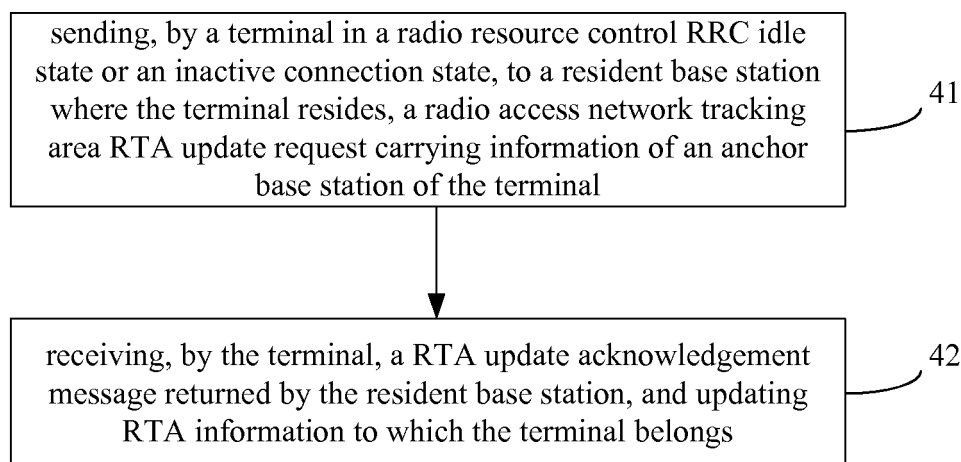 sending, by a terminal in a radio resource control RRC idle
state or an inactive connection state, to a resident base station
where the terminal resides, a radio access network tracking
area RTA update request carrying information of an anchor
base station of the terminal
41
receiving, by the terminal, a RTA update acknowledgement
message returned by the resident base station, and updating
RTA information to which the terminal belongs
42